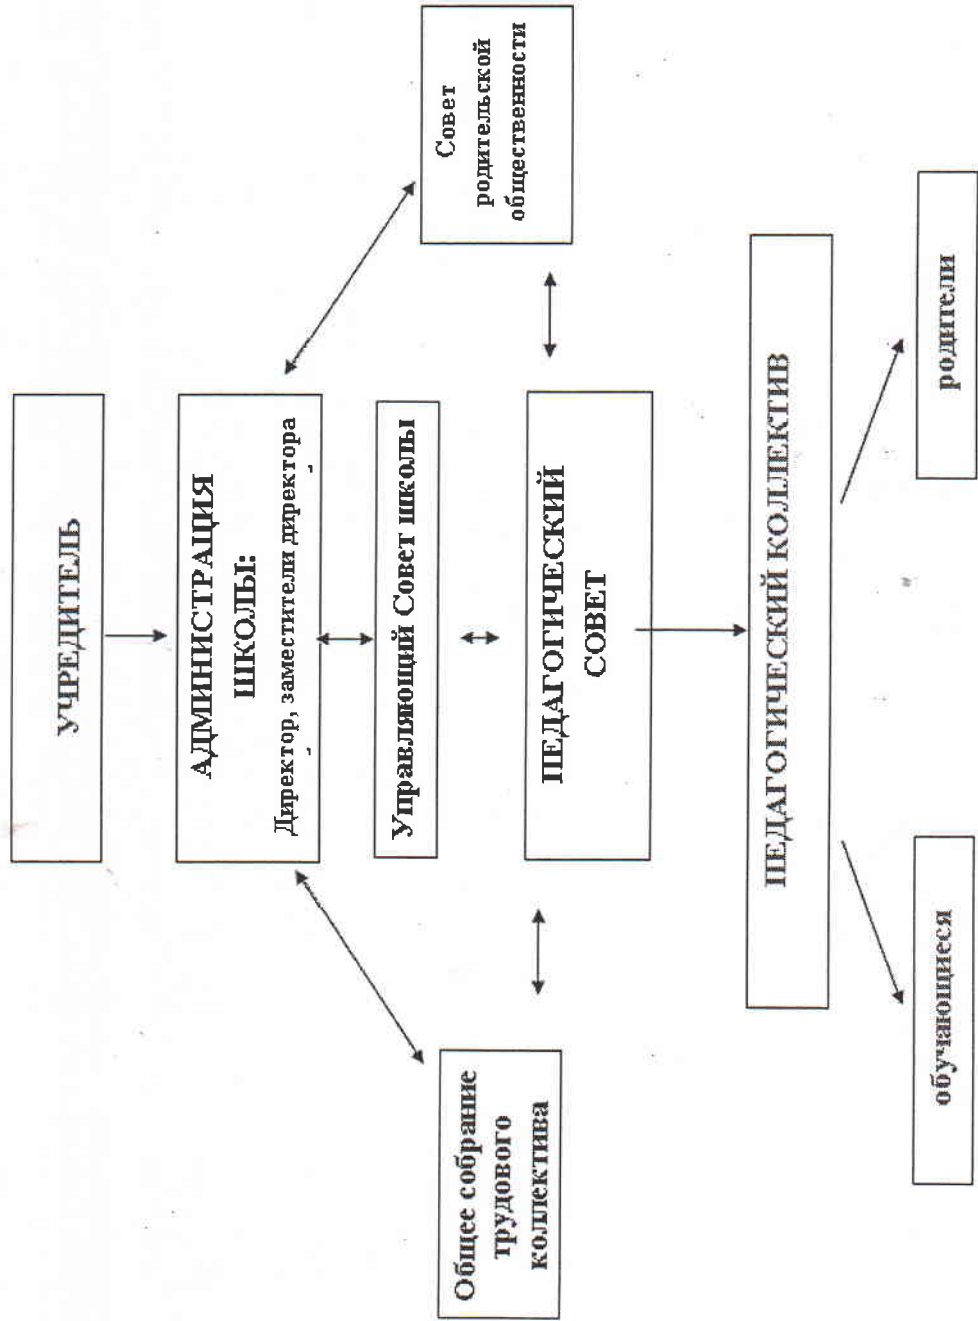 УЧРЕДИТЕЛЬ
АДМИНИСТРАЦИЯ
ШКОЛЫ:
Директор, заместители директора
Управляющий Совет школы
Общее собрание
трудового
коллектива
ПЕДАГОГИЧЕСКИЙ
СОВЕТ
Совет
родительской
общественности
ПЕДАГОГИЧЕСКИЙ КОЛЛЕКТИВ
обучающиеся
родители